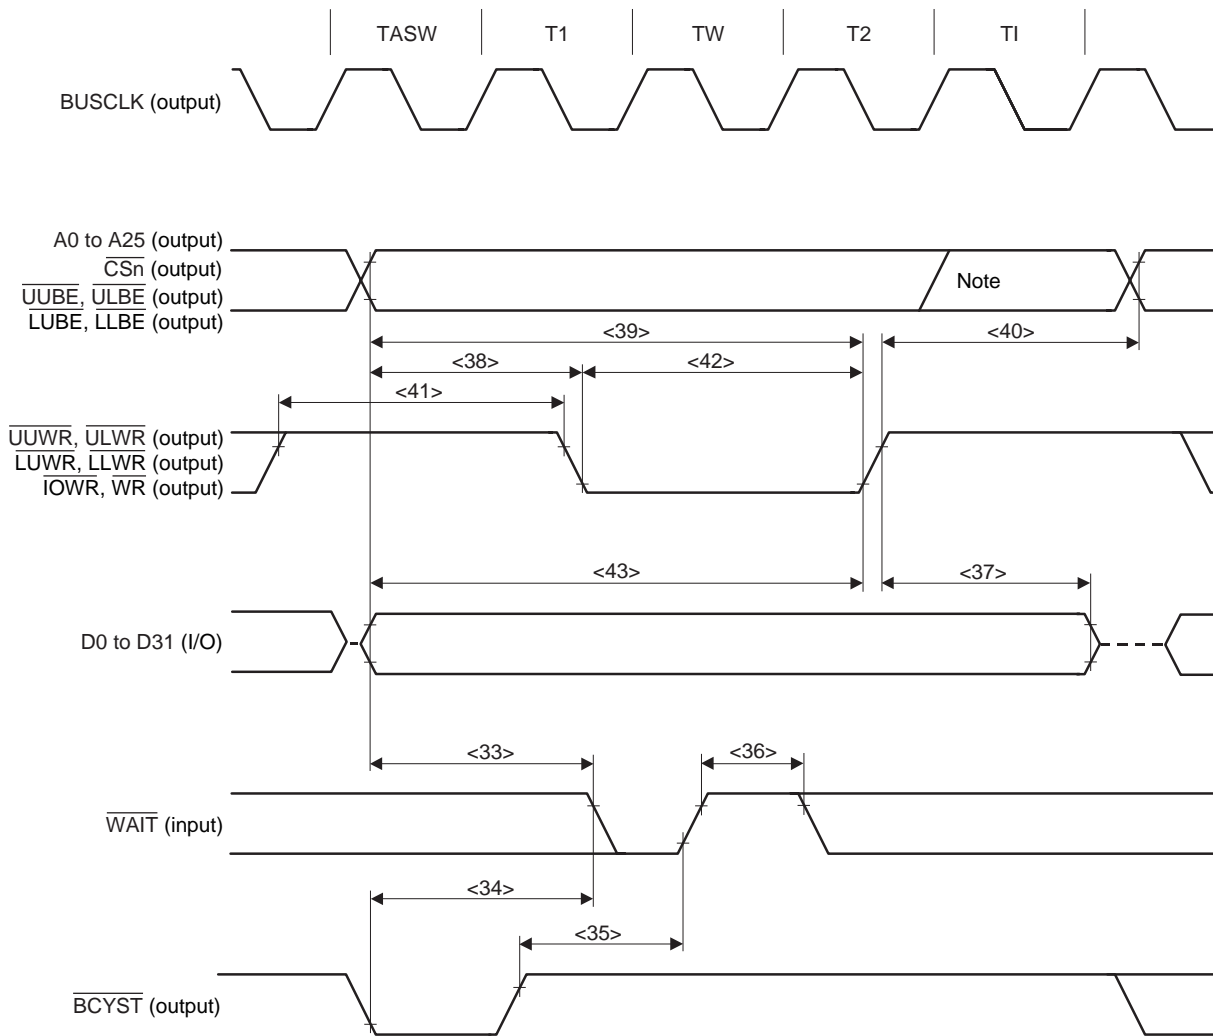 TASW T1 TW T2 TI
BUSCLK (output)
A0 to A25 (output)
CSn (output)
UUBE, ULBE (output)
LUBE, LLBE (output)
Note
<39>
<40>
<38>
<42>
<41>
UUWR, ULWR (output)
LUWR, LLWR (output)
IOWR, WR (output)
<43>
<37>
D0 to D31 (I/O)
<33>
<36>
WAIT (input)
<34>
<35>
BCYST (output)